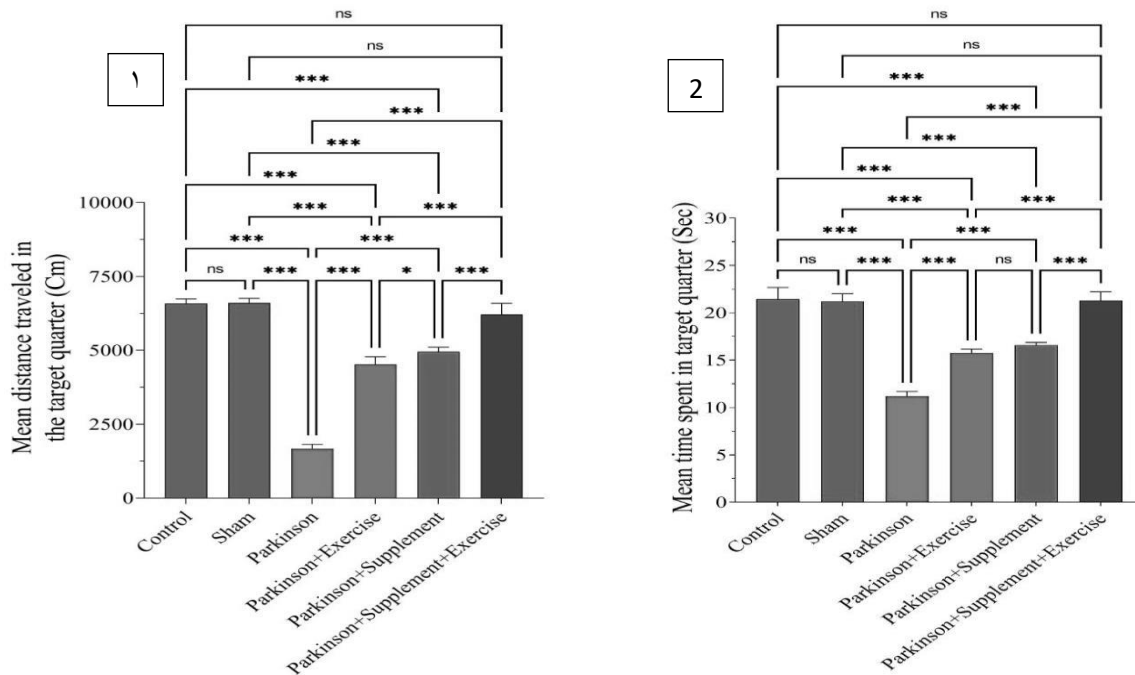 ns
ns
***
***
***
***
*** ***
*** ***
ns *** *** * ***
١
Mean distance traveled in
the target quarter (Cm)
10000
7500
5000
2500
0
Control
Sham
Parkinson
Parkinson+Exercise
Parkinson+Supplement
Parkinson+Supplement+Exercise
ns
ns
***
***
***
***
*** ***
*** ***
ns *** *** ns ***
2
Mean time spent in target quarter (Sec)
30
25
20
15
10
5
0
Control
Sham
Parkinson
Parkinson+Exercise
Parkinson+Supplement
Parkinson+Supplement+Exercise